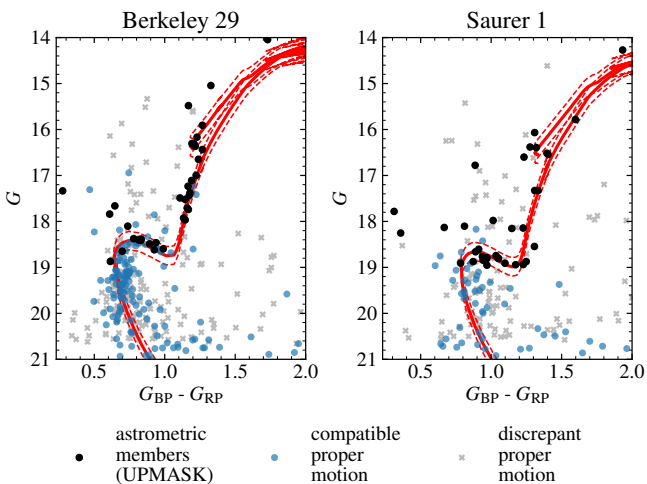 Berkeley 29
Saurer 1
14
15
16
17
18
19
20
21
G
0.5
1.0
1.5
2.0
G_BP - G_RP
14
15
16
17
18
19
20
21
G
0.5
1.0
1.5
2.0
G_BP - G_RP
astrometric
members
(UPMASK)
compatible
proper
motion
discrepant
proper
motion